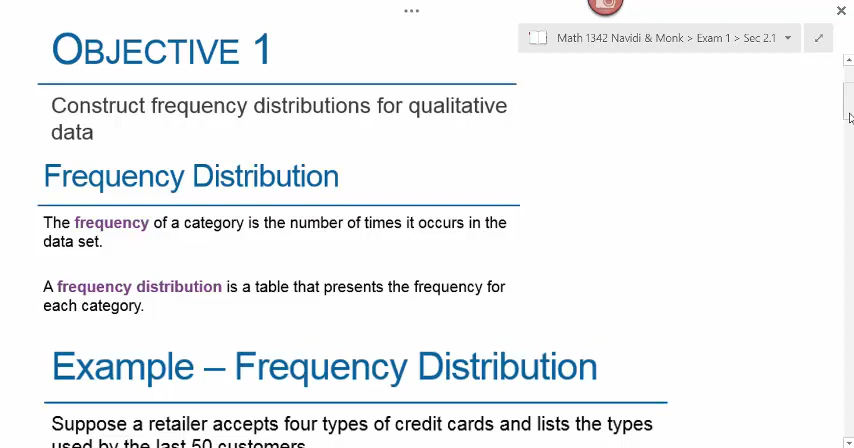 Math 1342 Navidi & Monk > Exam 1 > Sec 2.1
OBJECTIVE 1
Construct frequency distributions for qualitative
data
Frequency Distribution
The frequency of a category is the number of times it occurs in the
data set.
A frequency distribution is a table that presents the frequency for
each category.
Example – Frequency Distribution
Suppose a retailer accepts four types of credit cards and lists the types
used by the last 50 customers.